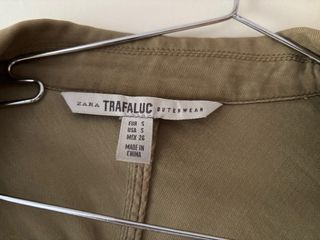 ZARA TRAFALUC OUTERWEAR
EUR S
USA S
MEX 26
MADE IN
CHINA